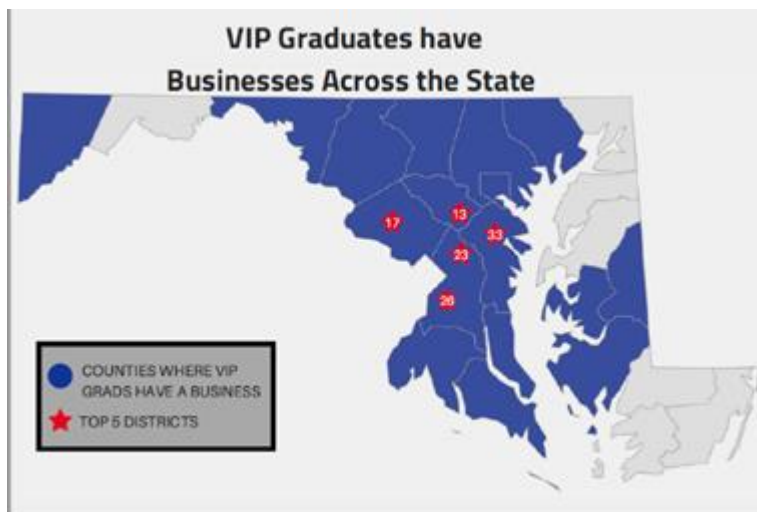 VIP Graduates have
Businesses Across the State
17
13
33
23
26
COUNTIES WHERE VIP
GRADS HAVE A BUSINESS
TOP 5 DISTRICTS